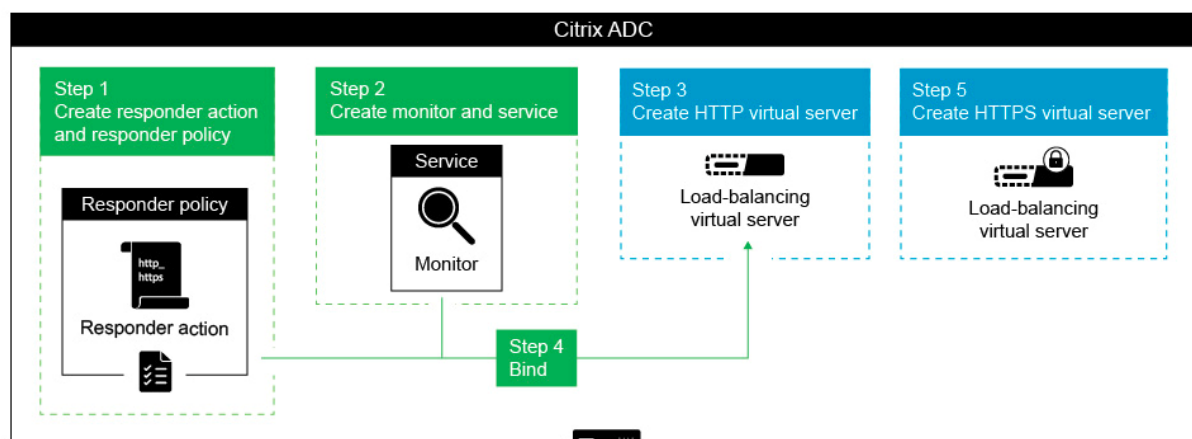 Citrix ADC
Step 1
Create responder action
and responder policy
Responder policy
http_
https
Responder action
Step 2
Create monitor and service
Service
Monitor
Step 3
Create HTTP virtual server
Load-balancing
virtual server
Step 4
Bind
Step 5
Create HTTPS virtual server
Load-balancing
virtual server